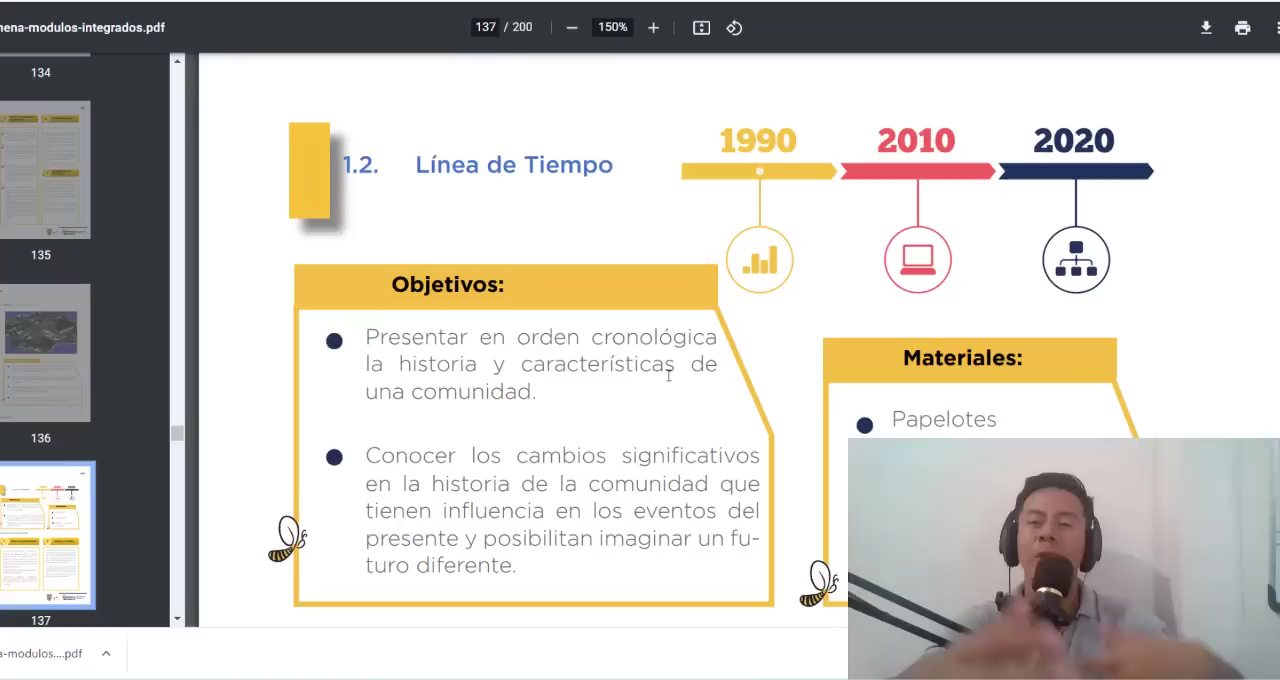 mena-modulos-integrados.pdf
137 / 200
150%
134
135
136
137
1.2. Línea de Tiempo
1990
2010
2020
Objetivos:
Presentar en orden cronológica
la historia y características de
una comunidad.
Conocer los cambios significativos
en la historia de la comunidad que
tienen influencia en los eventos del
presente y posibilitan imaginar un fu-
turo diferente.
Materiales:
Papelotes
a-modulos....pdf